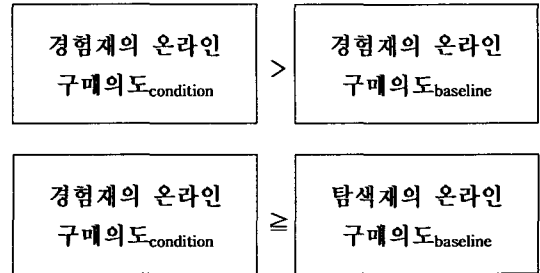 경험재의 온라인 > 경험재의 온라인
구매의도condition 구매의도baseline
경험재의 온라인 ≧ 탐색재의 온라인
구매의도condition 구매의도baseline